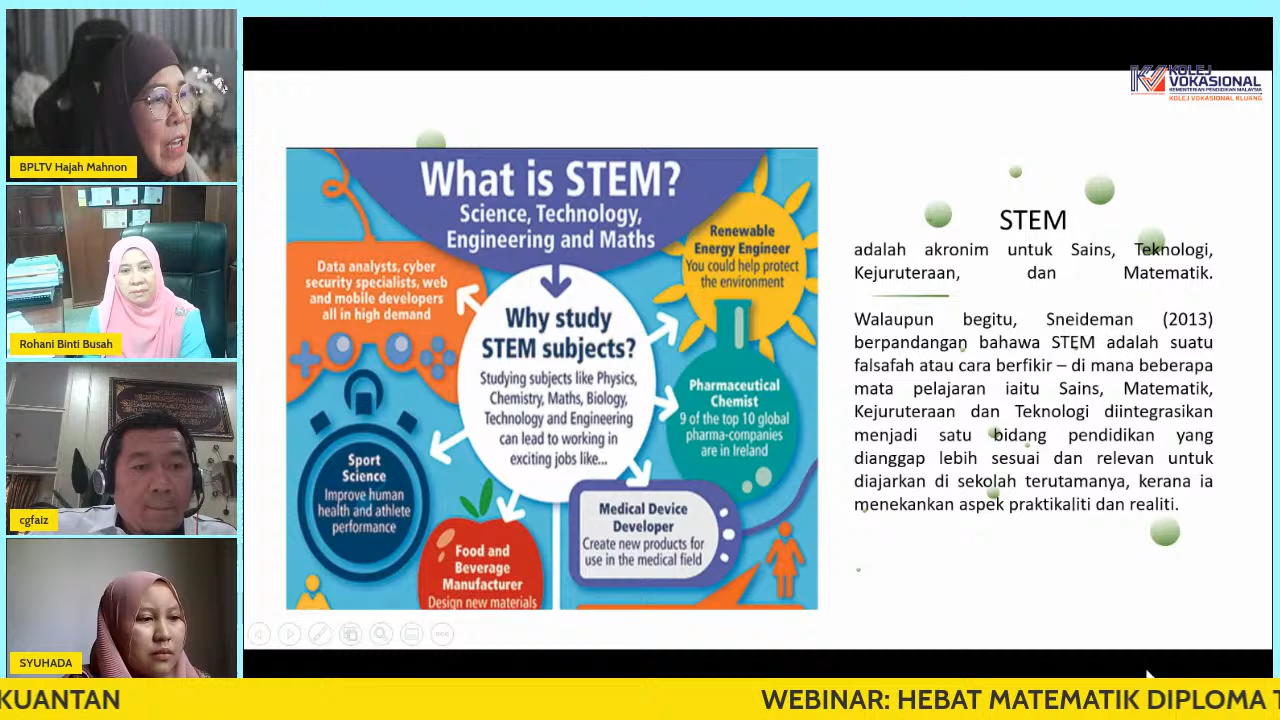 BPLTV Hajah Mahnon
Rohani Binti Busah
cgfaiz
SYUHADA
KOLEJ
VOKASIONAL
KEMENTERIAN PENDIDIKAN MALAYSIA
KOLEJ VOKASIONAL KLUANG
What is STEM?
Science, Technology,
Engineering and Maths
Data analysts, cyber
security specialists, web
and mobile developers
all in high demand
Renewable
Energy Engineer
You could help protect
the environment
Why study
STEM subjects?
Studying subjects like Physics,
Chemistry, Maths, Biology,
Technology and Engineering
can lead to working in
exciting jobs like...
Pharmaceutical
Chemist
9 of the top 10 global
pharma-companies
are in Ireland
Sport
Science
Improve human
health and athlete
performance
Medical Device
Developer
Create new products for
use in the medical field
Food and
Beverage
Manufacturer
Design new materials
STEM
adalah akronim untuk Sains, Teknologi,
Kejuruteraan, dan Matematik.
Walaupun begitu, Sneideman (2013)
berpandangan bahawa STEM adalah suatu
falsafah atau cara berfikir – di mana beberapa
mata pelajaran iaitu Sains, Matematik,
Kejuruteraan dan Teknologi diintegrasikan
menjadi satu bidang pendidikan yang
dianggap lebih sesuai dan relevan untuk
diajarkan di sekolah terutamanya, kerana ia
menekankan aspek praktikaliti dan realiti.
KUANTAN
WEBINAR: HEBAT MATEMATIK DIPLOMA T